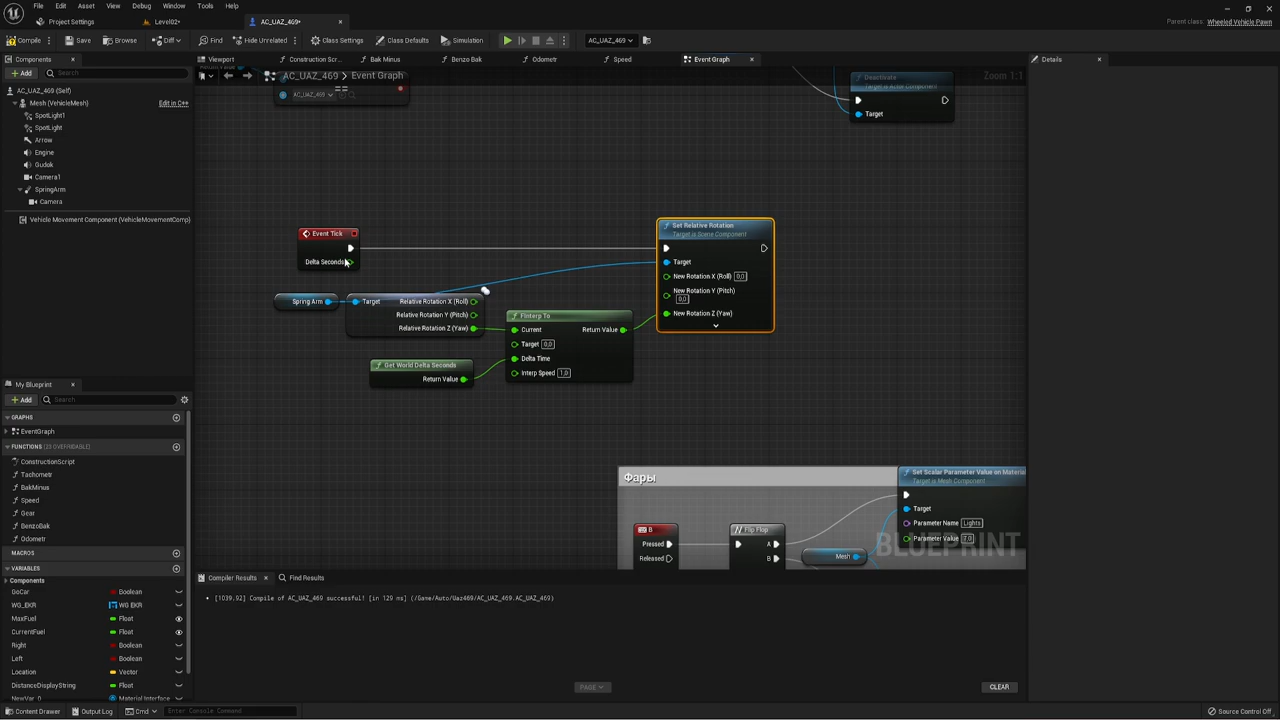 File Edit Asset View Debug Window Tools Help
Project Settings
Level02•
AC_UAZ_469•
Parent class: Wheeled Vehicle Pawn
Compile
Save
Browse
Diff
Find
Hide Unrelated
Class Settings
Class Defaults
Simulation
AC_UAZ_469
Components
Viewport
Construction Scr...
Bak Minus
Benzo Bak
Odometr
Speed
Event Graph
Details
Add
Search
AC_UAZ_469 > Event Graph
Zoom 1:1
AC_UAZ_469 (Self)
Mesh (VehicleMesh)
Edit in C++
SpotLight1
SpotLight
Arrow
Engine
Gudok
Camera1
SpringArm
Camera
Vehicle Movement Component (VehicleMovementComp)
AC_UAZ_469
==
Deactivate
Target is Actor Component
Target
Event Tick
Delta Seconds
Set Relative Rotation
Target is Scene Component
Target
New Rotation X (Roll) 0,0
New Rotation Y (Pitch)
0,0
New Rotation Z (Yaw)
Spring Arm
Target
Relative Rotation X (Roll)
Relative Rotation Y (Pitch)
Relative Rotation Z (Yaw)
FInterp To
Current
Return Value
Target 0,0
Delta Time
Interp Speed 1,0
Get World Delta Seconds
Return Value
Фары
Set Scalar Parameter Value on Materia
Target is Mesh Component
Target
Parameter Name Lights
Parameter Value 7.0
B
Pressed
Released
Flip Flop
A
B
Mesh
BLUEPRINT
My Blueprint
Add
Search
GRAPHS
EventGraph
FUNCTIONS (23 OVERRIDABLE)
ConstructionScript
Tachometr
BakMinus
Speed
Gear
BenzoBak
Odometr
MACROS
VARIABLES
Components
GoCar Boolean
WG_EKR WG EKR
MaxFuel Float
CurrentFuel Float
Right Boolean
Left Boolean
Location Vector
DistanceDisplayString Float
NewVar_0 Material Interface
Compiler Results
Find Results
[1039,92] Compile of AC_UAZ_469 successful! [in 129 ms] (/Game/Auto/Uaz469/AC_UAZ_469.AC_UAZ_469)
PAGE
CLEAR
Content Drawer
Output Log
Cmd
Enter Console Command
Source Control Off